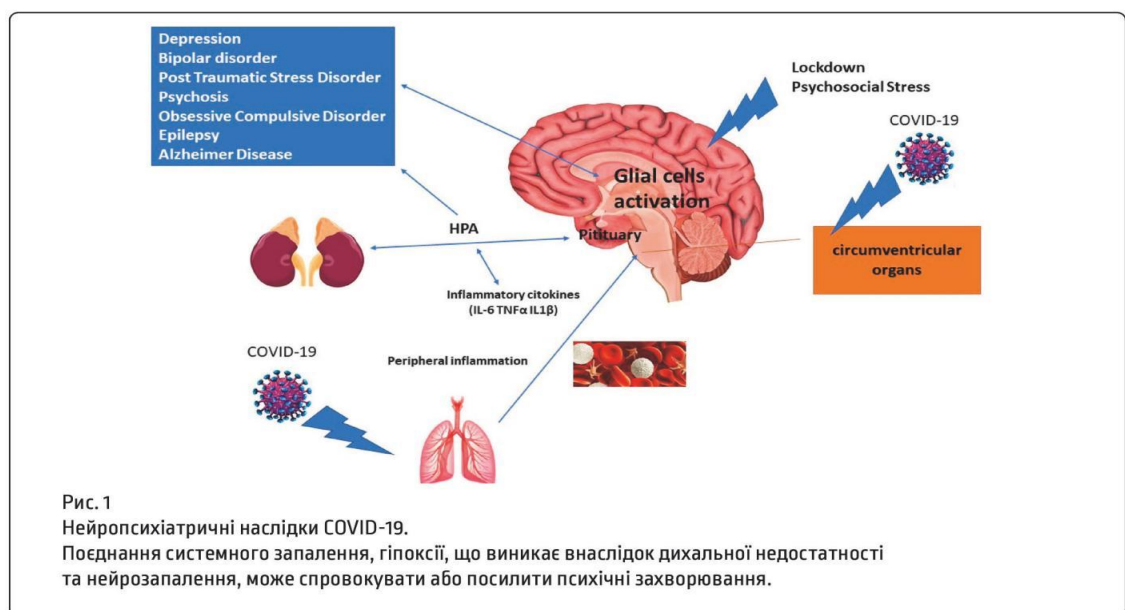 Depression
Bipolar disorder
Post Traumatic Stress Disorder
Psychosis
Obsessive Compulsive Disorder
Epilepsy
Alzheimer Disease
Lockdown
Psychosocial Stress
COVID-19
Glial cells
activation
Pitituary
HPA
circumventricular
organs
Inflammatory citokines
(IL-6 TNFα IL1β)
COVID-19
Peripheral inflammation
Рис. 1
Нейропсихіатричні наслідки COVID-19.
Поєднання системного запалення, гіпоксії, що виникає внаслідок дихальної недостатності
та нейрозапалення, може спровокувати або посилити психічні захворювання.